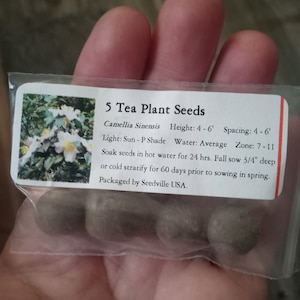 5 Tea Plant Seeds
Camellia Sinensis Height: 4 - 6' Spacing: 4 - 6'
Light: Sun - P Shade Water: Average Zone: 7 - 11
Soak seeds in hot water for 24 hrs. Fall sow 3/4" deep
or cold stratify for 60 days prior to sowing in spring.
Packaged by Seedville USA.